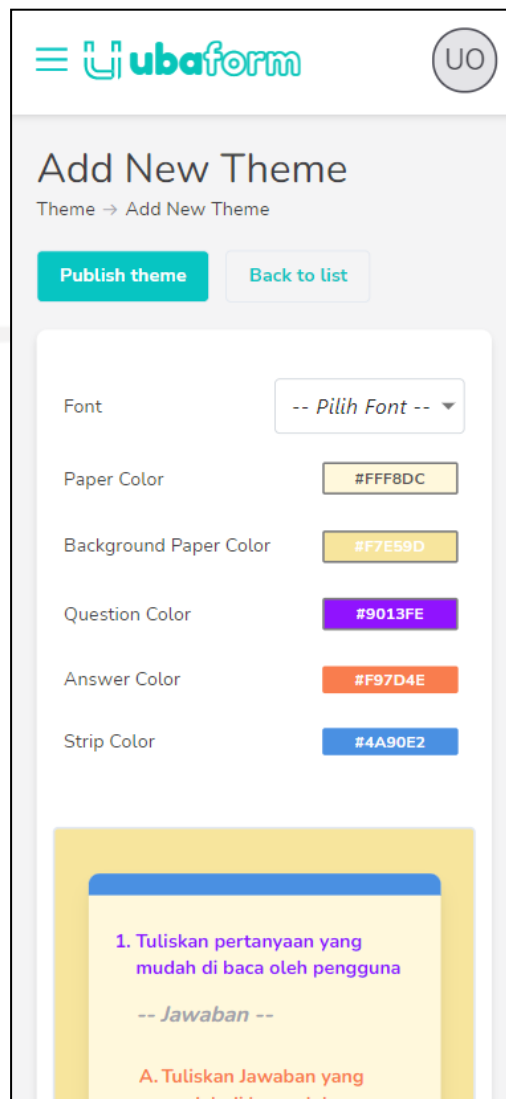 ubaform
UO
Add New Theme
Theme → Add New Theme
Publish theme
Back to list
Font
-- Pilih Font --
Paper Color
#FFF8DC
Background Paper Color
#F7E59D
Question Color
#9013FE
Answer Color
#F97D4E
Strip Color
#4A90E2
1. Tuliskan pertanyaan yang
mudah di baca oleh pengguna
-- Jawaban --
A. Tuliskan Jawaban yang